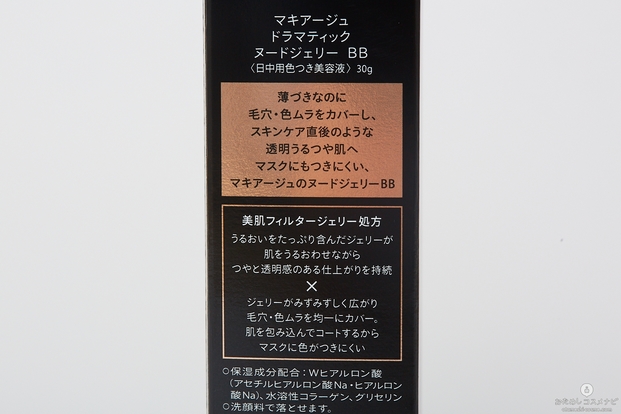 マキアージュ
ドラマティック
ヌードジェリー BB
〈日中用色つき美容液〉 30g
薄づきなのに
毛穴・色ムラをカバーし、
スキンケア直後のような
透明うるつや肌へ
マスクにもつきにくい、
マキアージュのヌードジェリーBB
美肌フィルタージェリー処方
うるおいをたっぷり含んだジェリーが
肌をうるおわせながら
つやと透明感のある仕上がりを持続
×
ジェリーがみずみずしく広がり
毛穴・色ムラを均一にカバー。
肌を包み込んでコートするから
マスクに色がつきにくい
○保湿成分配合：Wヒアルロン酸
（アセチルヒアルロン酸Na・ヒアルロン
酸Na）、水溶性コラーゲン、グリセリン
○洗顔料で落とせます。